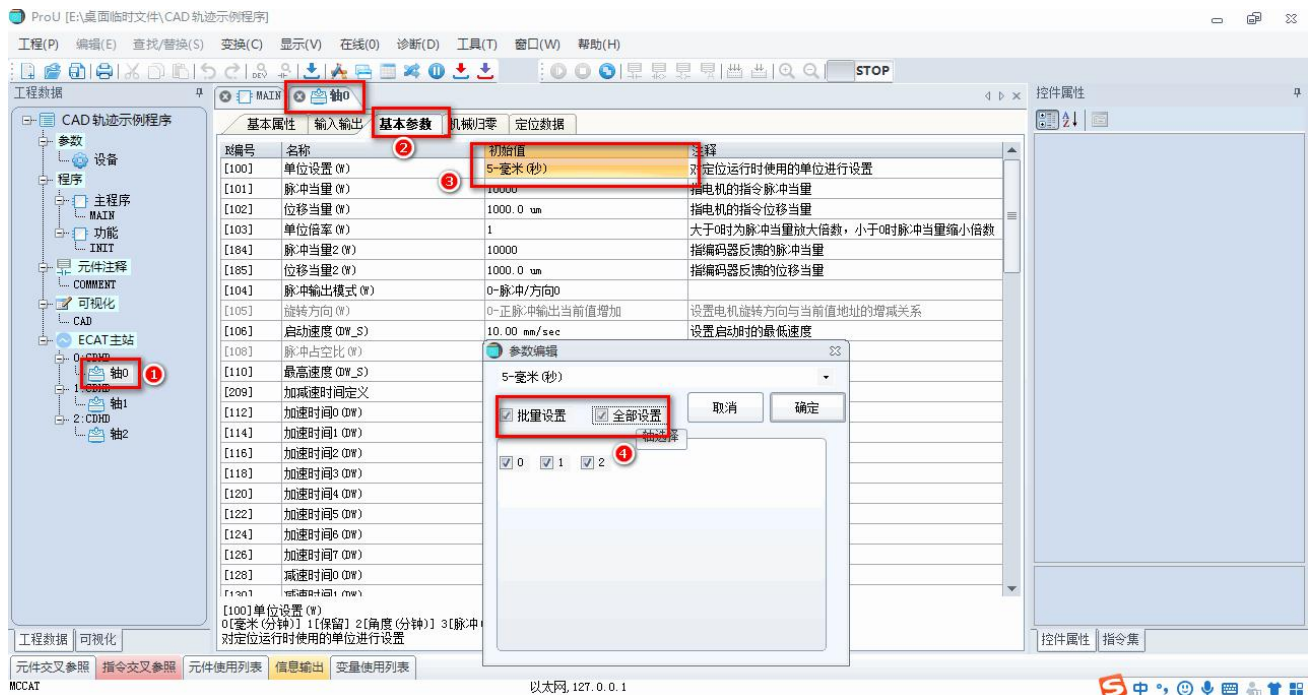 ProU [E:\桌面临时文件\CAD 轨迹示例程序]
工程(P) 编辑(E) 查找/替换(S) 变换(C) 显示(V) 在线(O) 诊断(D) 工具(T) 窗口(W) 帮助(H)
DEV STOP
工程数据
CAD 轨迹示例程序
参数
设备
程序
主程序
MAIN
功能
INIT
元件注释
COMMENT
可视化
CAD
ECAT主站
0:CDHD
轴0 1
1:CDHD
轴1
2:CDHD
轴2
工程数据 可视化
MAIN 轴0
基本属性 输入输出 基本参数 机械归零 定位数据
2
R编号 名称 初始值 注释
3
[100] 单位设置(W) 5-毫米(秒) 对定位运行时使用的单位进行设置
[101] 脉冲当量(W) 10000 指电机的指令脉冲当量
[102] 位移当量(W) 1000.0 um 指电机的指令位移当量
[103] 单位倍率(W) 1 大于0时为脉冲当量放大倍数，小于0时脉冲当量缩小倍数
[184] 脉冲当量2(W) 10000 指编码器反馈的脉冲当量
[185] 位移当量2(W) 1000.0 um 指编码器反馈的位移当量
[104] 脉冲输出模式(W) 0-脉冲/方向0
[105] 旋转方向(W) 0-正脉冲输出当前值增加 设置电机旋转方向与当前值地址的增减关系
[106] 启动速度(DW_S) 10.00 mm/sec 设置启动时的最低速度
[108] 脉冲占空比(W)
[110] 最高速度(DW_S)
[209] 加减速时间定义
[112] 加速时间0(DW)
[114] 加速时间1(DW)
[116] 加速时间2(DW)
[118] 加速时间3(DW)
[120] 加速时间4(DW)
[122] 加速时间5(DW)
[124] 加速时间6(DW)
[126] 加速时间7(DW)
[128] 减速时间0(DW)
[130] 减速时间1(DW)
[100]单位设置(W)
0[毫米(分钟)] 1[保留] 2[角度(分钟)] 3[脉冲
对定位运行时使用的单位进行设置
参数编辑
5-毫米(秒)
批量设置 全部设置 取消 确定
轴选择
4
0 1 2
控件属性
控件属性 指令集
元件交叉参照 指令交叉参照 元件使用列表 信息输出 变量使用列表
MCCAT 以太网,127.0.0.1
中